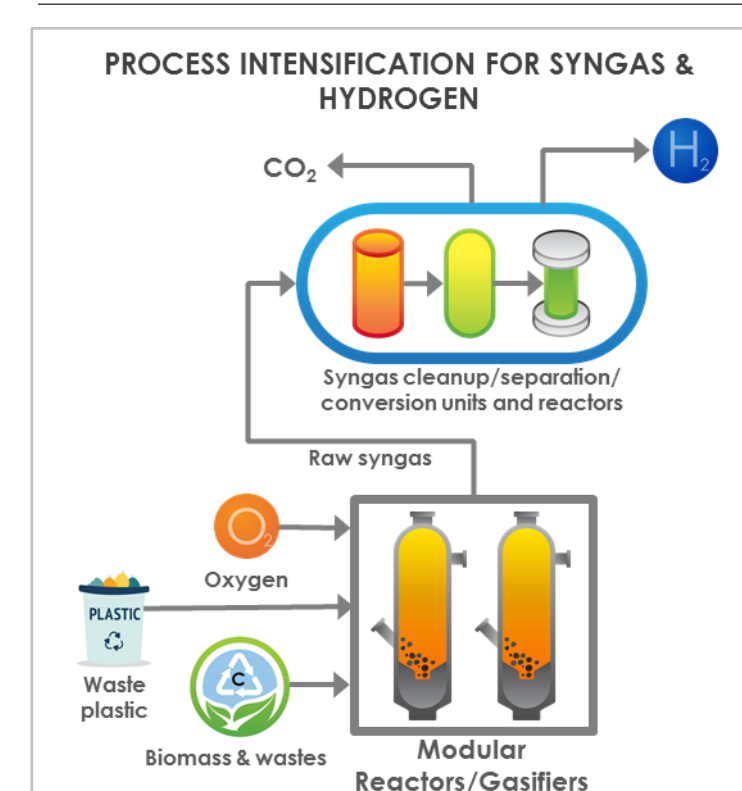 PROCESS INTENSIFICATION FOR SYNGAS &
HYDROGEN
CO₂
H₂
Syngas cleanup/separation/
conversion units and reactors
Raw syngas
O₂
Oxygen
PLASTIC
Waste
plastic
C
Biomass & wastes
Modular
Reactors/Gasifiers